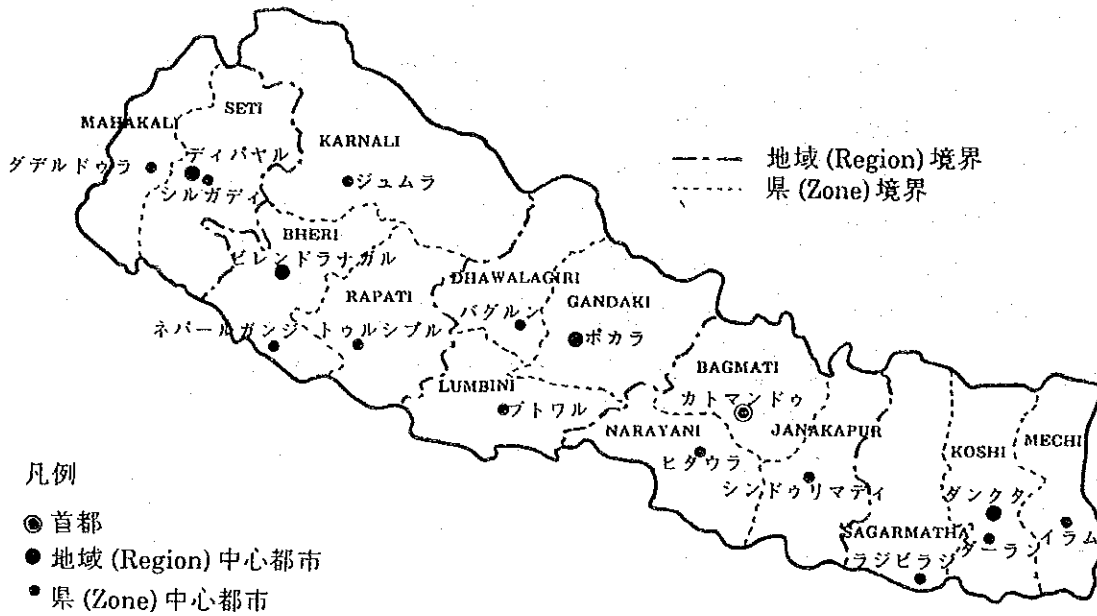 SETI
MAHAKALI
KARNALI
ダデルドゥラ
ディパヤル
シルガディ
ジュムラ
地域 (Region) 境界
県 (Zone) 境界
BHERI
ビレンドラナガル
RAPATI
DHAWALAGIRI
GANDAKI
バグルン
ネパールガンジ
トゥルシプル
ポカラ
BAGMATI
LUMBINI
ブトワル
カトマンドゥ
NARAYANI
JANAKAPUR
ヒタウラ
シンドゥリマディ
KOSHI
MECHI
ダンクタ
SAGARMATHA
ラジビラジ
ダーラン
イラム
凡例
首都
地域 (Region) 中心都市
県 (Zone) 中心都市